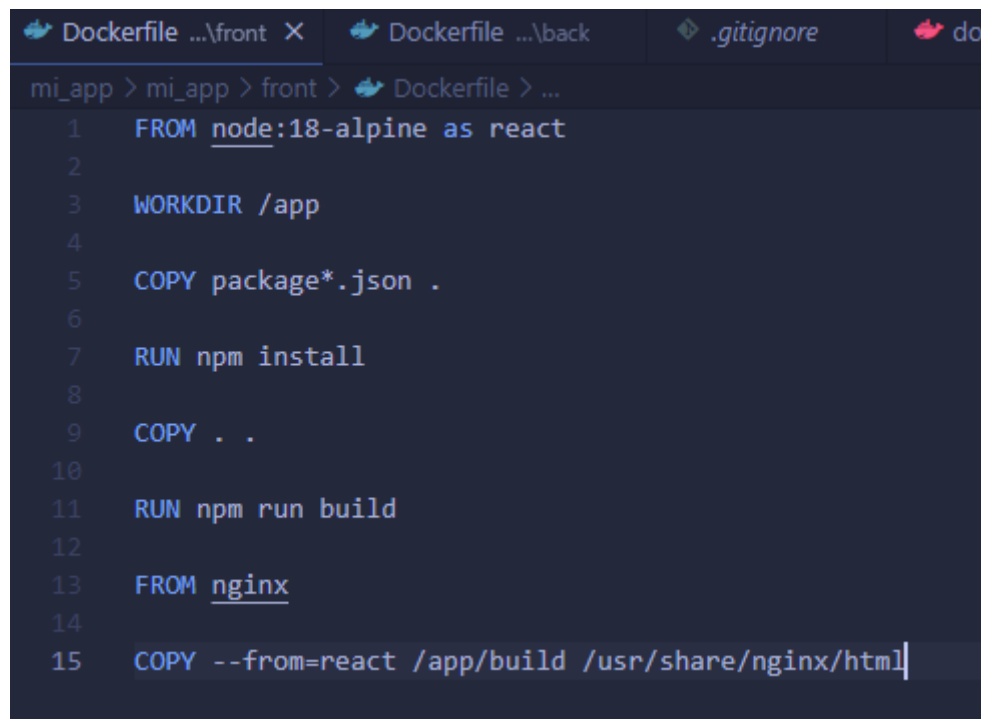 Dockerfile ...\front × Dockerfile ...\back .gitignore do
mi_app > mi_app > front > Dockerfile > ...
1 FROM node:18-alpine as react
2
3 WORKDIR /app
4
5 COPY package*.json .
6
7 RUN npm install
8
9 COPY . .
10
11 RUN npm run build
12
13 FROM nginx
14
15 COPY --from=react /app/build /usr/share/nginx/html